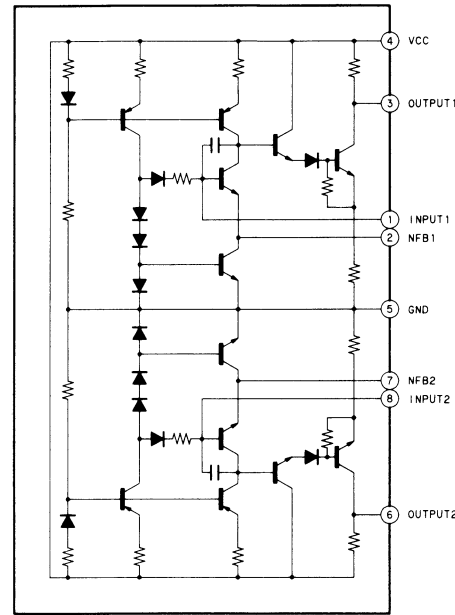 4 VCC
3 OUTPUT1
1 INPUT1
2 NFB1
5 GND
7 NFB2
8 INPUT2
6 OUTPUT2